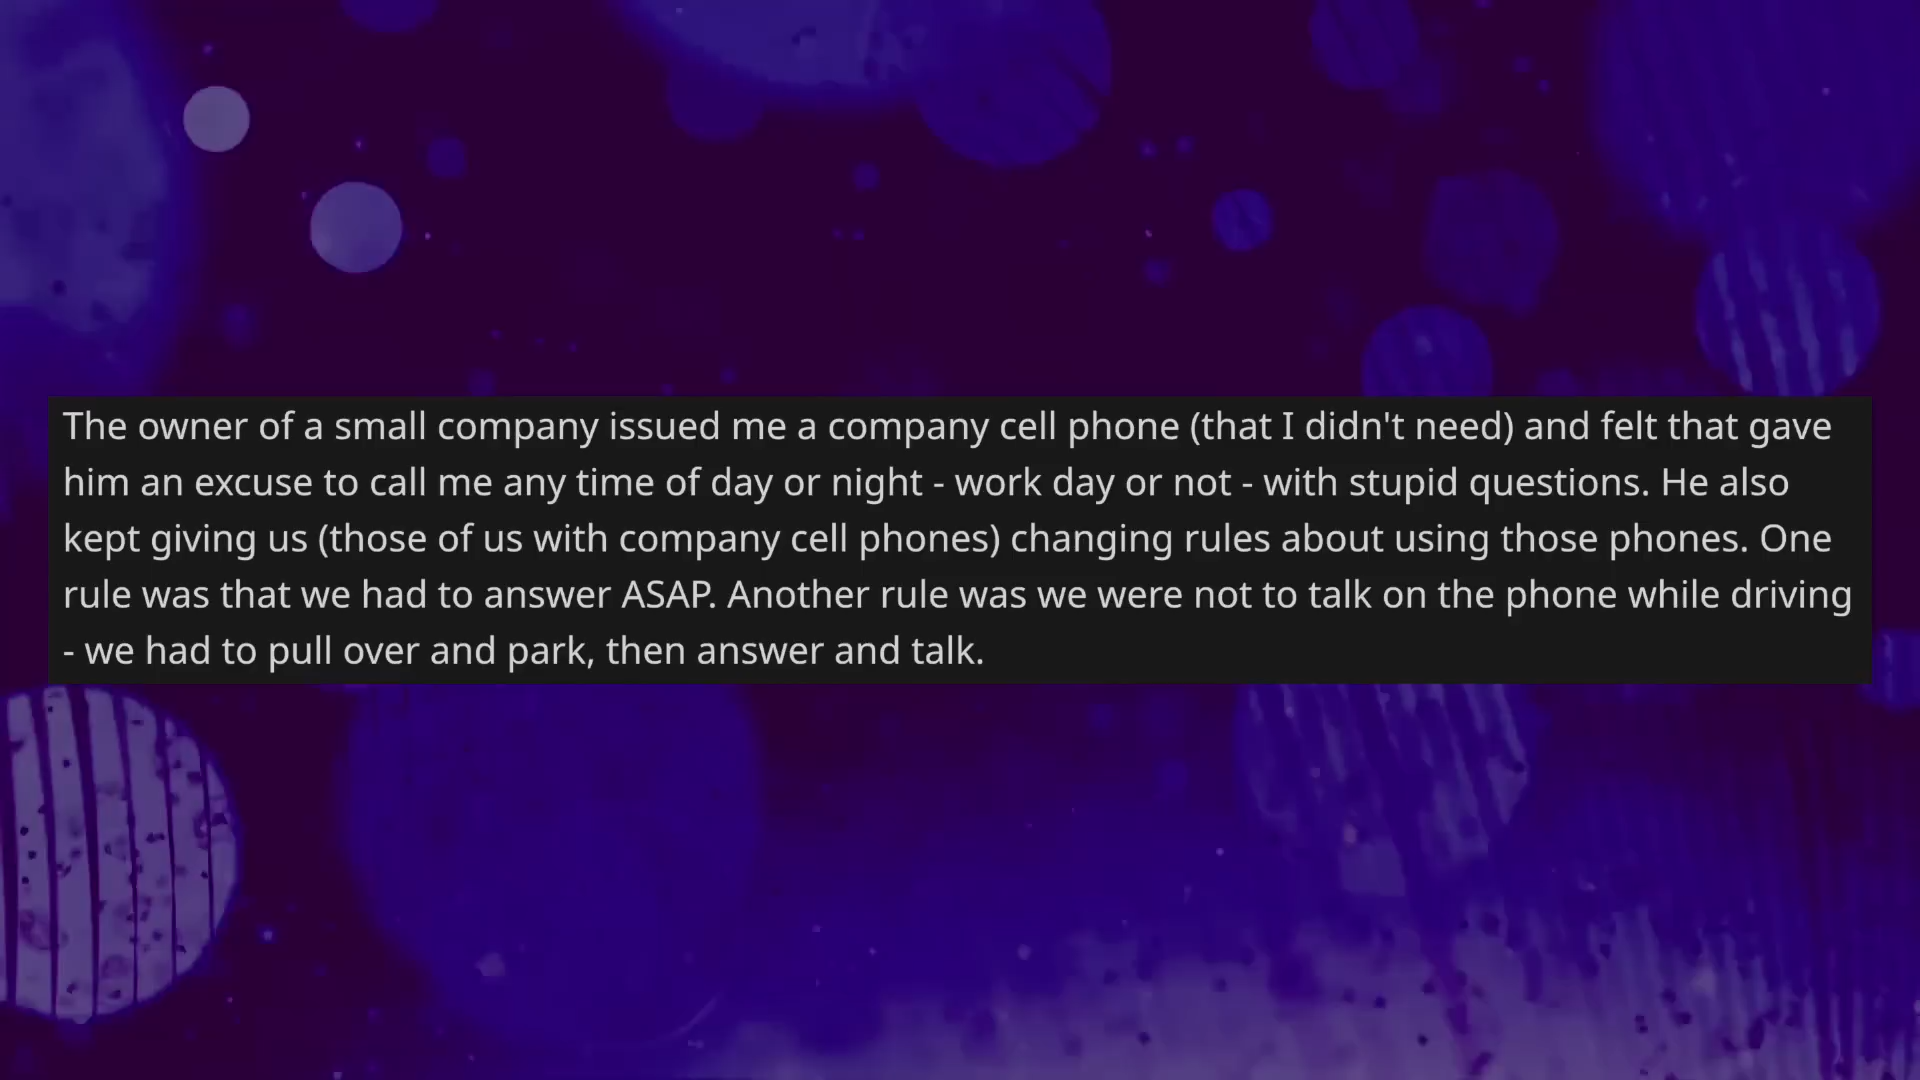 The owner of a small company issued me a company cell phone (that I didn't need) and felt that gave
him an excuse to call me any time of day or night - work day or not - with stupid questions. He also
kept giving us (those of us with company cell phones) changing rules about using those phones. One
rule was that we had to answer ASAP. Another rule was we were not to talk on the phone while driving
- we had to pull over and park, then answer and talk.